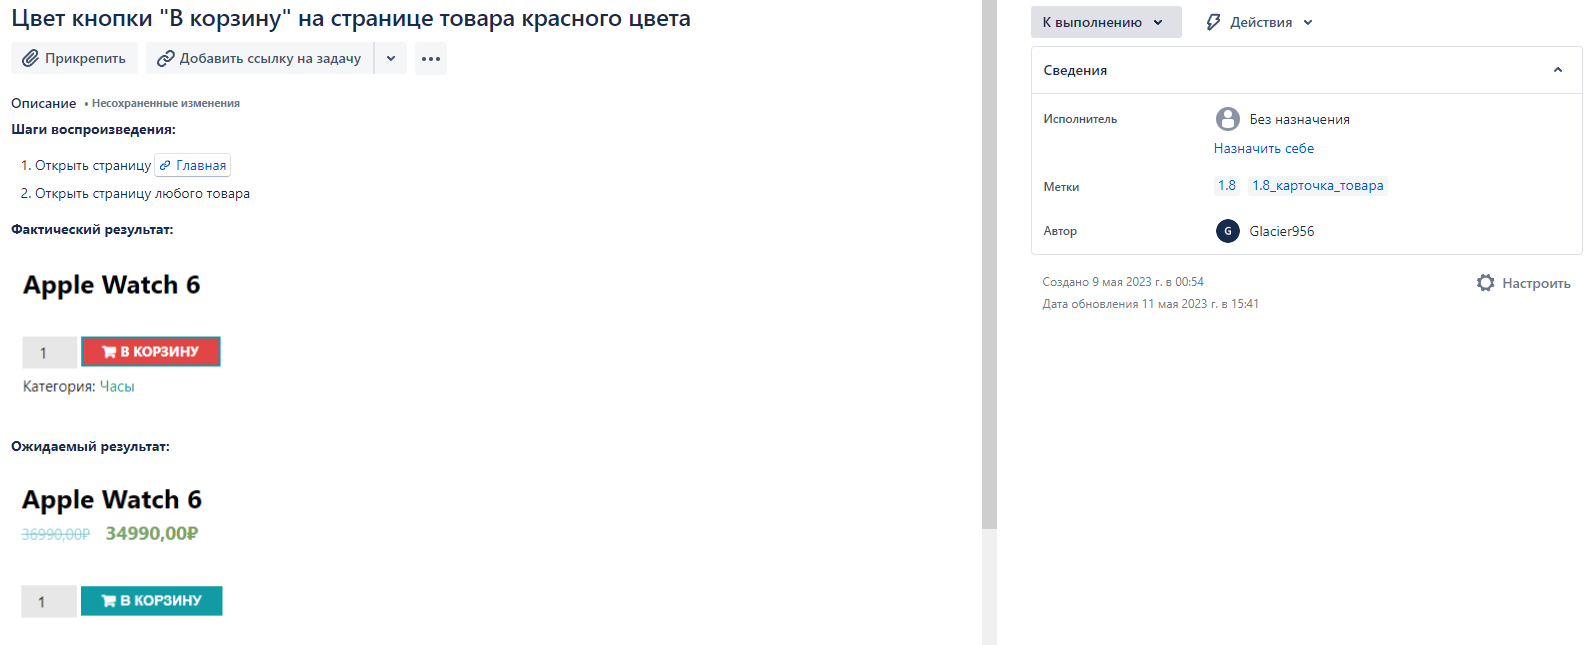 Цвет кнопки "В корзину" на странице товара красного цвета
Прикрепить
Добавить ссылку на задачу
Описание • Несохраненные изменения
Шаги воспроизведения:
1. Открыть страницу Главная
2. Открыть страницу любого товара
Фактический результат:
Apple Watch 6
1 В КОРЗИНУ
Категория: Часы
Ожидаемый результат:
Apple Watch 6
36990,00₽ 34990,00₽
1 В КОРЗИНУ
К выполнению
Действия
Сведения
Исполнитель Без назначения
Назначить себе
Метки 1.8 1.8_карточка_товара
Автор G Glacier956
Создано 9 мая 2023 г. в 00:54
Настроить
Дата обновления 11 мая 2023 г. в 15:41